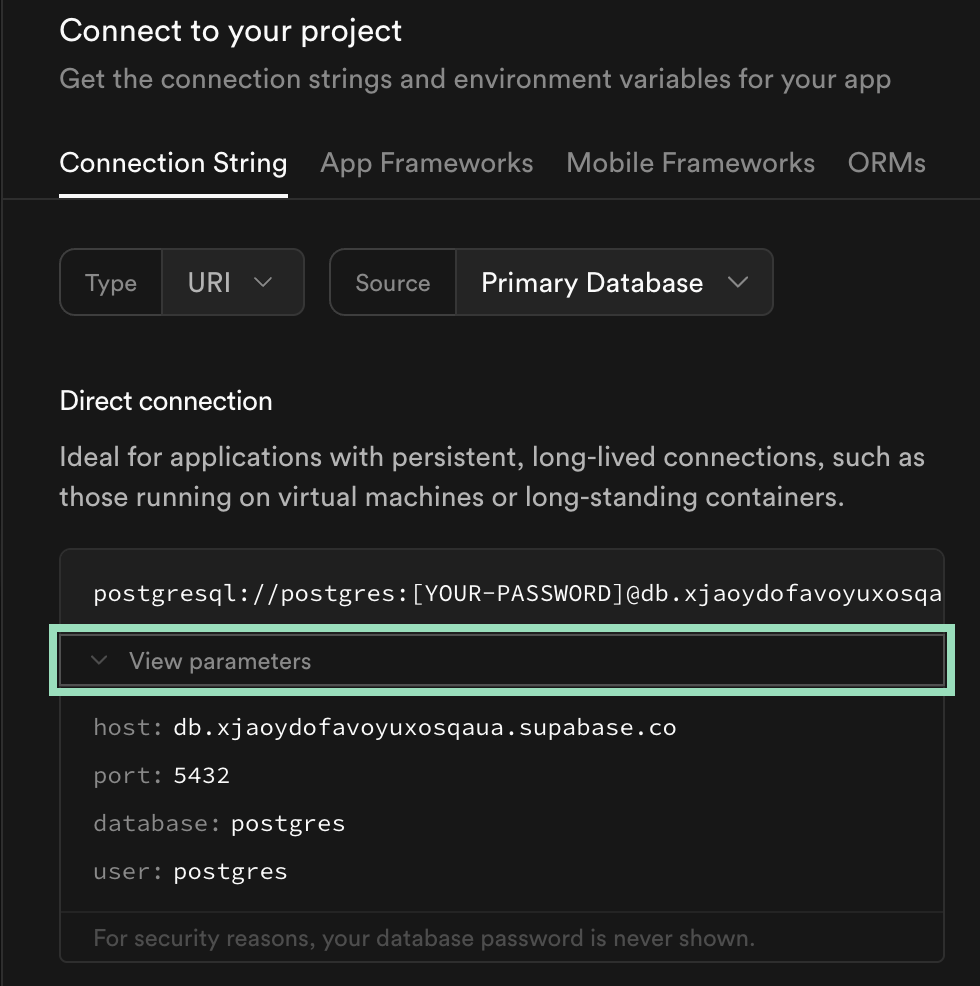 Connect to your project
Get the connection strings and environment variables for your app
Connection String App Frameworks Mobile Frameworks ORMs
Type URI Source Primary Database
Direct connection
Ideal for applications with persistent, long-lived connections, such as
those running on virtual machines or long-standing containers.
postgresql://postgres:[YOUR-PASSWORD]@db.xjaoydofavoyuxosqa
View parameters
host: db.xjaoydofavoyuxosqaua.supabase.co
port: 5432
database: postgres
user: postgres
For security reasons, your database password is never shown.